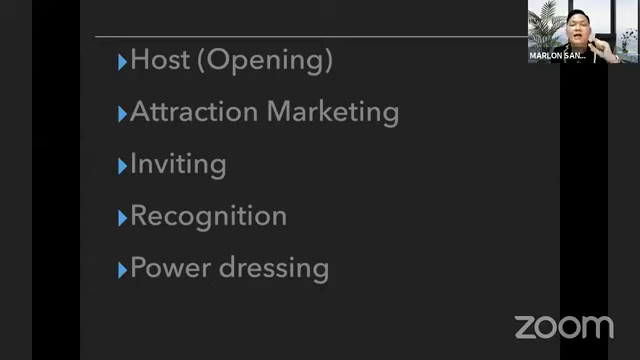 MARLON SAN...
Host (Opening)
Attraction Marketing
Inviting
Recognition
Power dressing
zoom